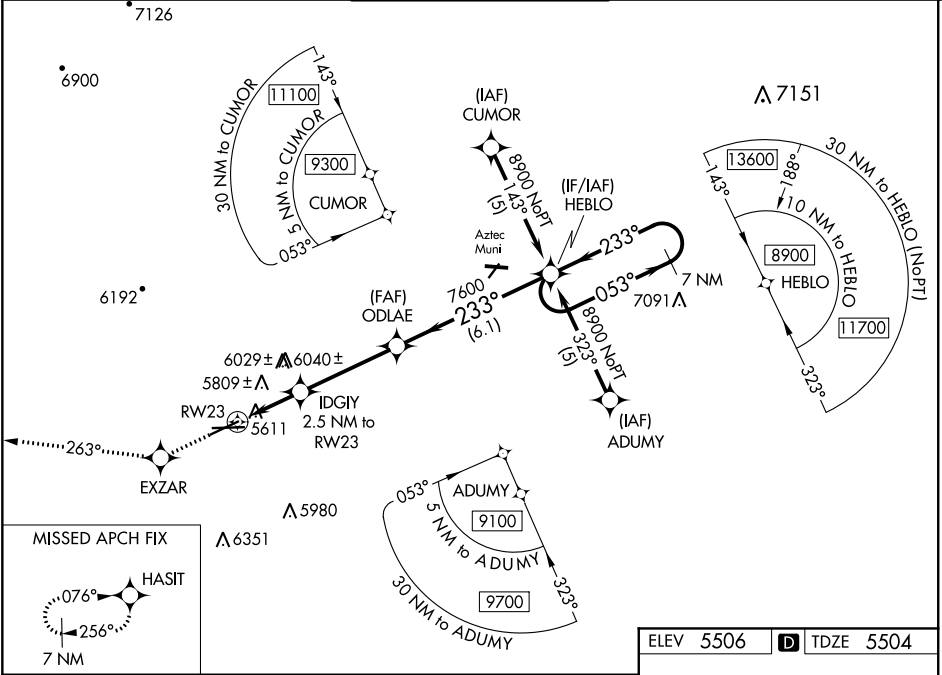 7126
6900
7151
30 NM to CUMOR
143°
11100
5 NM to CUMOR
9300
CUMOR
053°
(IAF)
CUMOR
8900 NoPT
143°
(5)
(IF/IAF)
HEBLO
Aztec
Muni
233°
053°
7 NM
7091
13600
30 NM to HEBLO (NoPT)
143°
188°
10 NM to HEBLO
8900
HEBLO
11700
323°
6192
(FAF)
ODLAE
7600
233°
(6.1)
8900 NoPT
323°
(5)
(IAF)
ADUMY
6029±
6040±
5809±
RW23
5611
IDGIY
2.5 NM to
RW23
263°
EXZAR
5980
6351
053°
ADUMY
9100
5 NM to ADUMY
9700
30 NM to ADUMY
323°
MISSED APCH FIX
HASIT
076°
256°
7 NM
ELEV 5506 D TDZE 5504